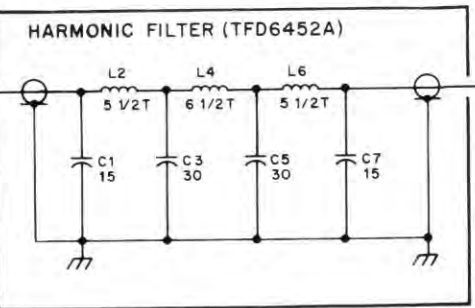 HARMONIC FILTER (TFD6452A)
L2 L4 L6
5 1/2T 6 1/2T 5 1/2T
C1 C3 C5 C7
15 30 30 15